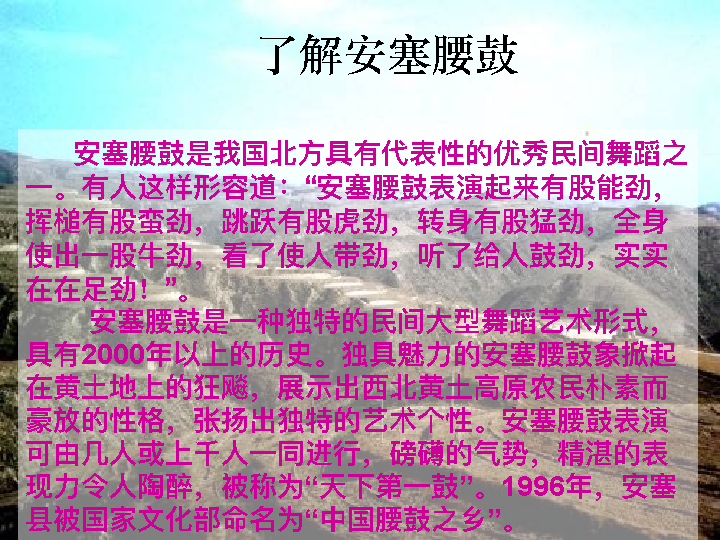 了解安塞腰鼓
安塞腰鼓是我国北方具有代表性的优秀民间舞蹈之
一。有人这样形容道：“安塞腰鼓表演起来有股能劲，
挥槌有股蛮劲，跳跃有股虎劲，转身有股猛劲，全身
使出一股牛劲，看了使人带劲，听了给人鼓劲，实实
在在足劲！”。
安塞腰鼓是一种独特的民间大型舞蹈艺术形式，
具有2000年以上的历史。独具魅力的安塞腰鼓象掀起
在黄土地上的狂飚，展示出西北黄土高原农民朴素而
豪放的性格，张扬出独特的艺术个性。安塞腰鼓表演
可由几人或上千人一同进行，磅礴的气势，精湛的表
现力令人陶醉，被称为“天下第一鼓”。1996年，安塞
县被国家文化部命名为“中国腰鼓之乡”。